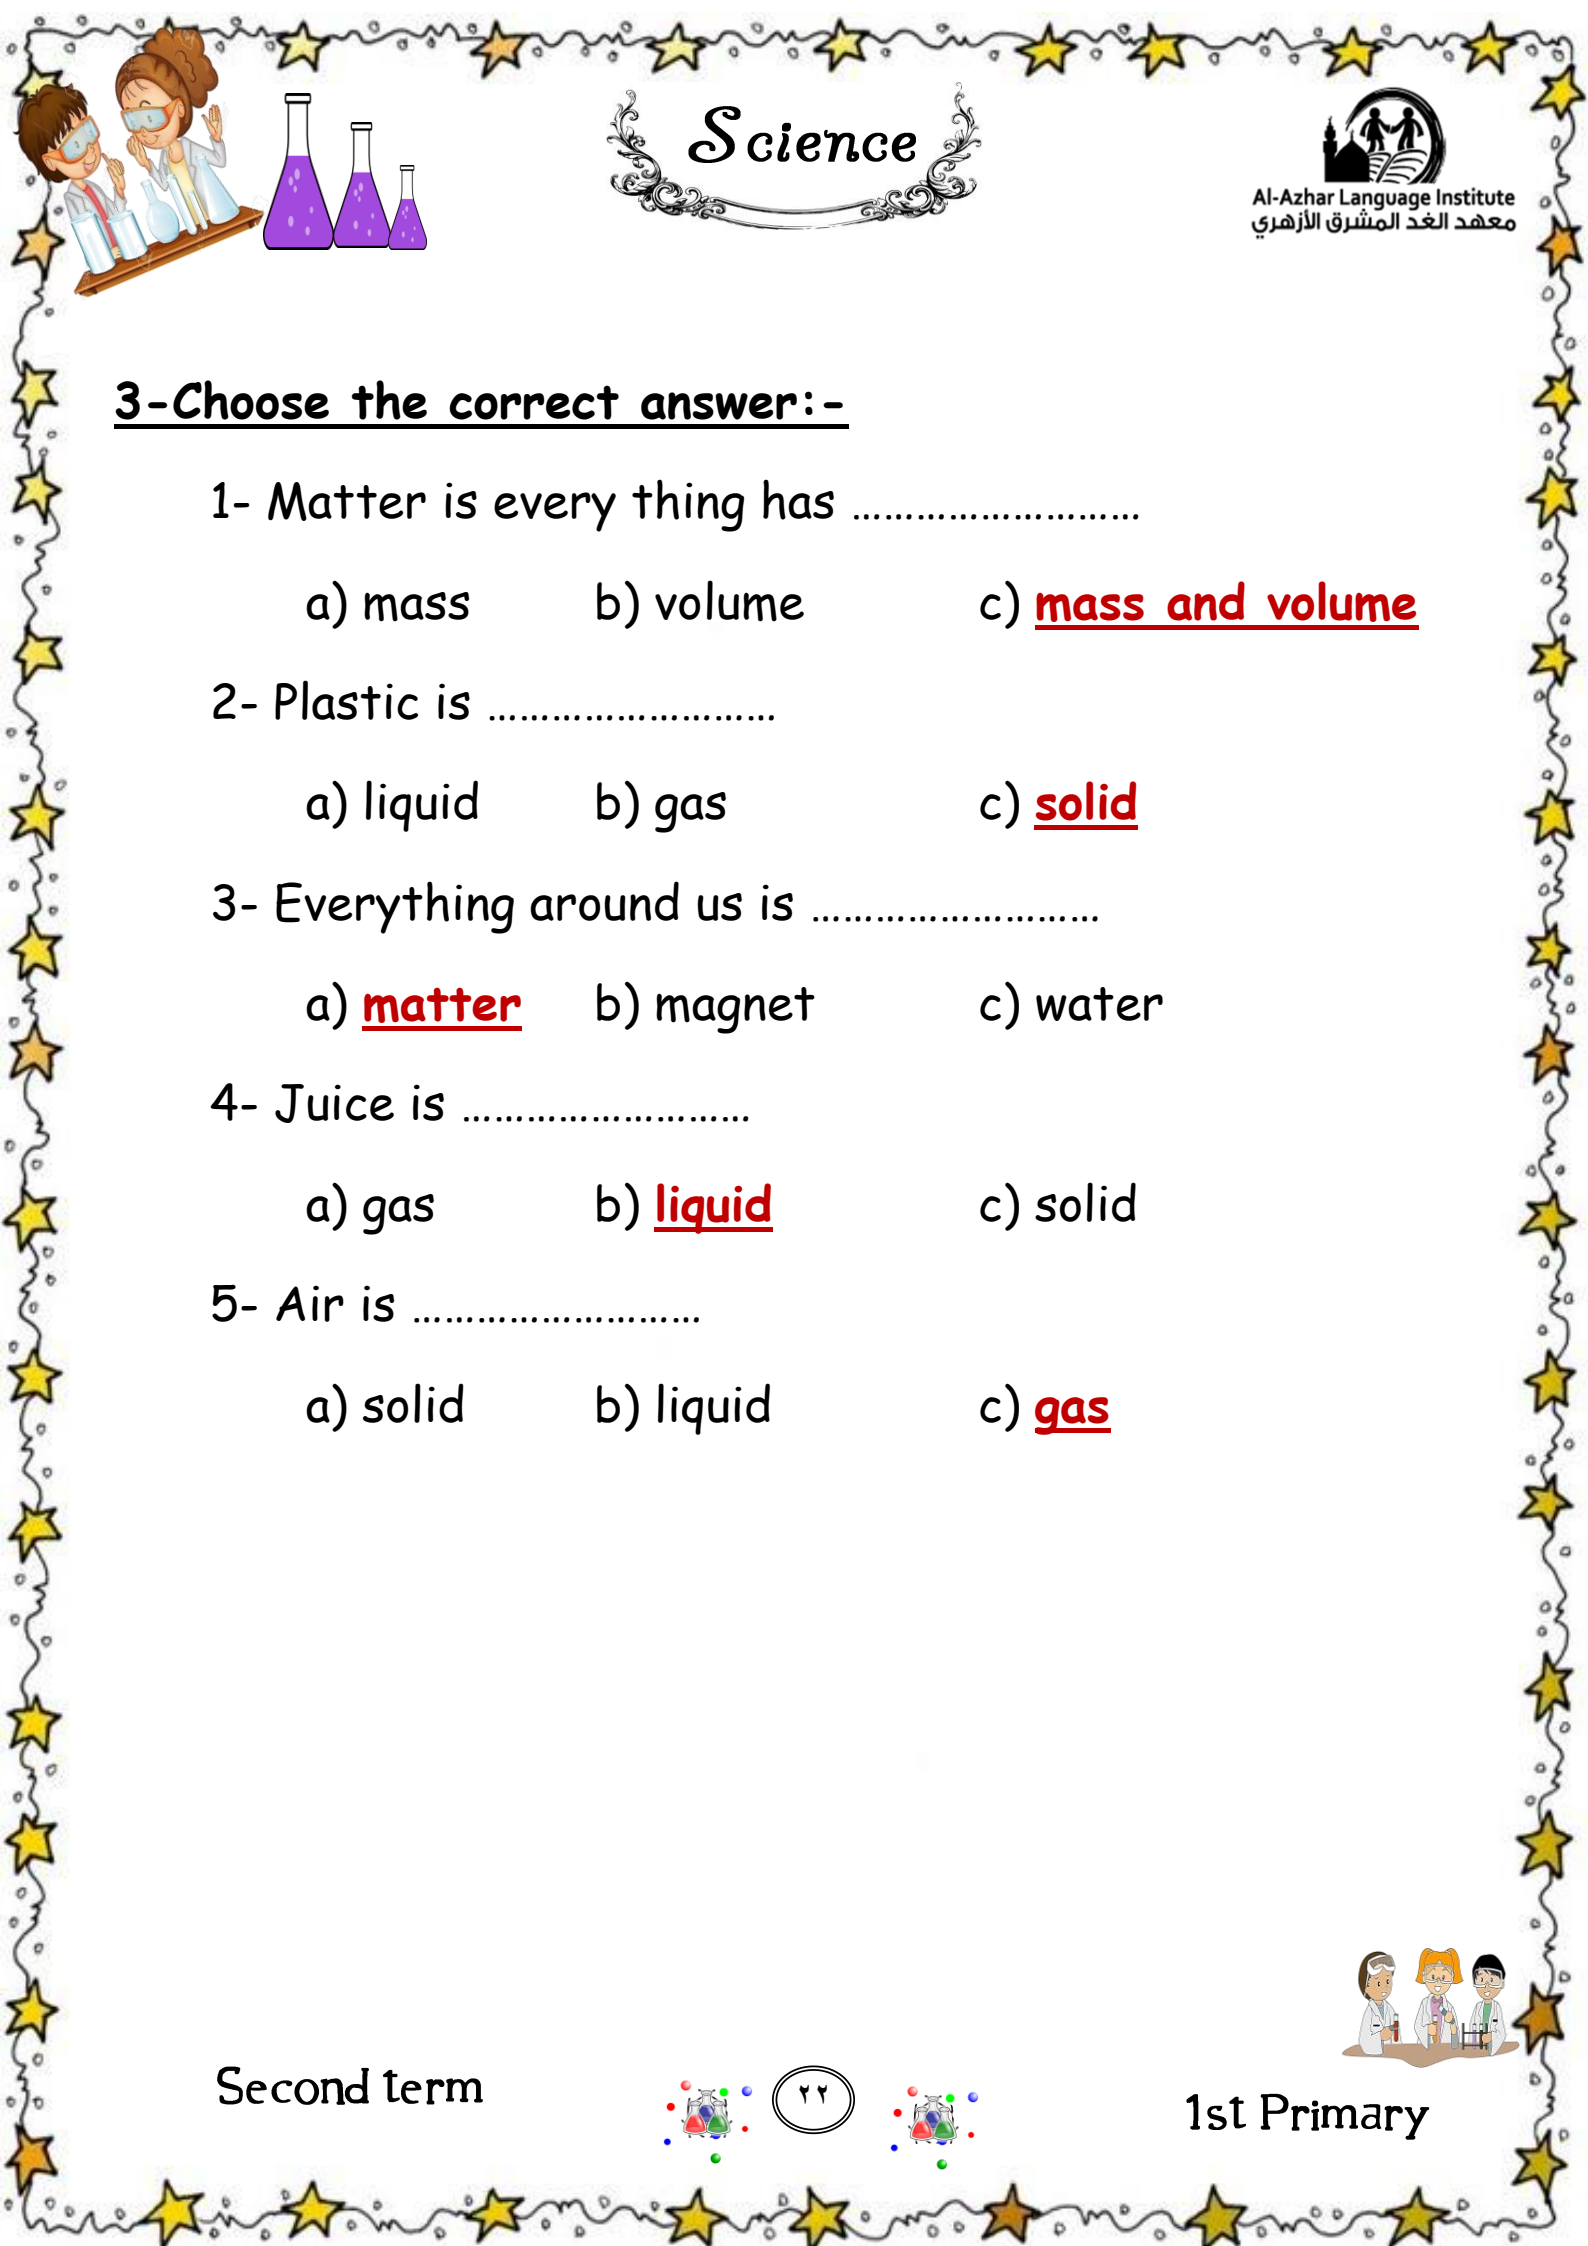 Science
Al-Azhar Language Institute
معهد الغد المشرق الأزهري
3-Choose the correct answer:-
1- Matter is every thing has ...........................
a) mass b) volume c) mass and volume
2- Plastic is ...........................
a) liquid b) gas c) solid
3- Everything around us is ...........................
a) matter b) magnet c) water
4- Juice is ...........................
a) gas b) liquid c) solid
5- Air is ...........................
a) solid b) liquid c) gas
Second term
٢٢
1st Primary